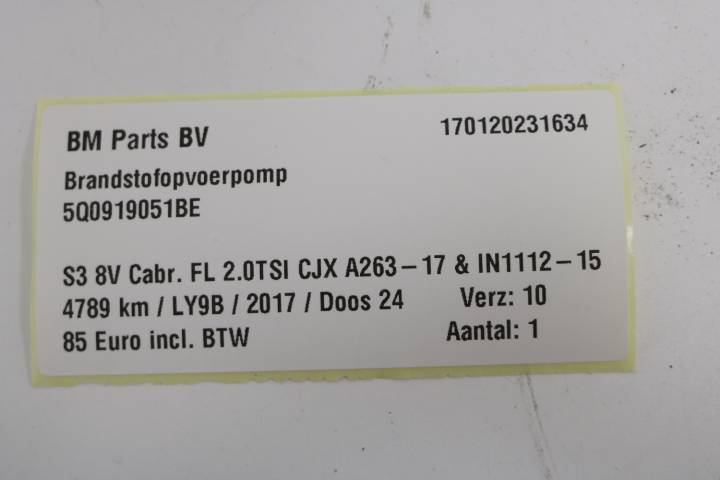 BM Parts BV 170120231634
Brandstofopvoerpomp
5Q0919051BE
S3 8V Cabr. FL 2.0TSI CJX A263-17 & IN1112-15
4789 km / LY9B / 2017 / Doos 24 Verz: 10
85 Euro incl. BTW Aantal: 1